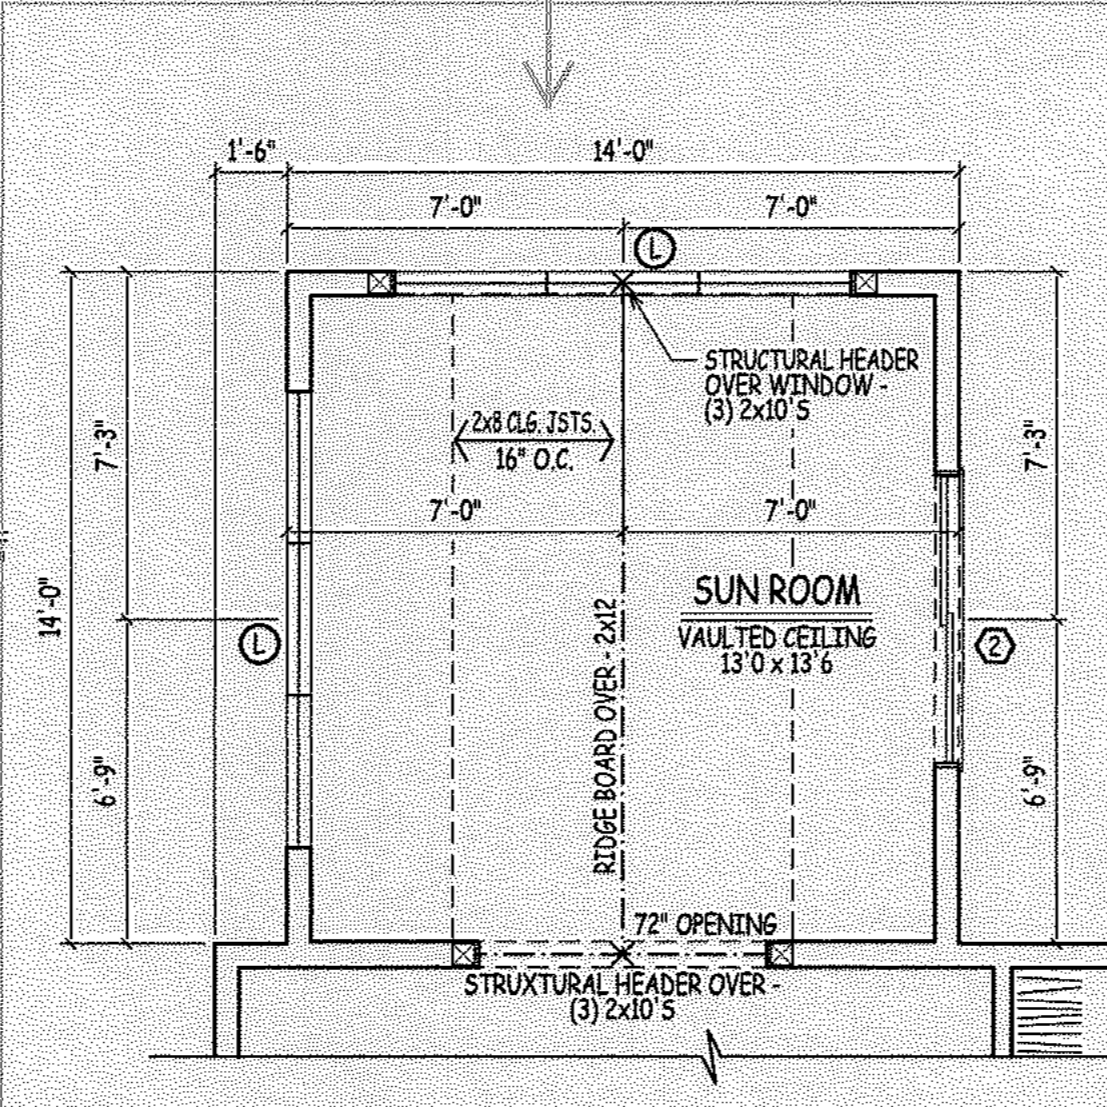 1'-6"
14'-0"
7'-0"
7'-0"
L
STRUCTURAL HEADER
OVER WINDOW -
(3) 2x10'S
2x8 CLG. JSTS.
16" O.C.
7'-3"
7'-3"
7'-0"
7'-0"
14'-0"
SUN ROOM
VAULTED CEILING
13'0 x 13'6
L
2
RIDGE BOARD OVER - 2x12
6'-9"
6'-9"
72" OPENING
STRUXTURAL HEADER OVER -
(3) 2x10'S